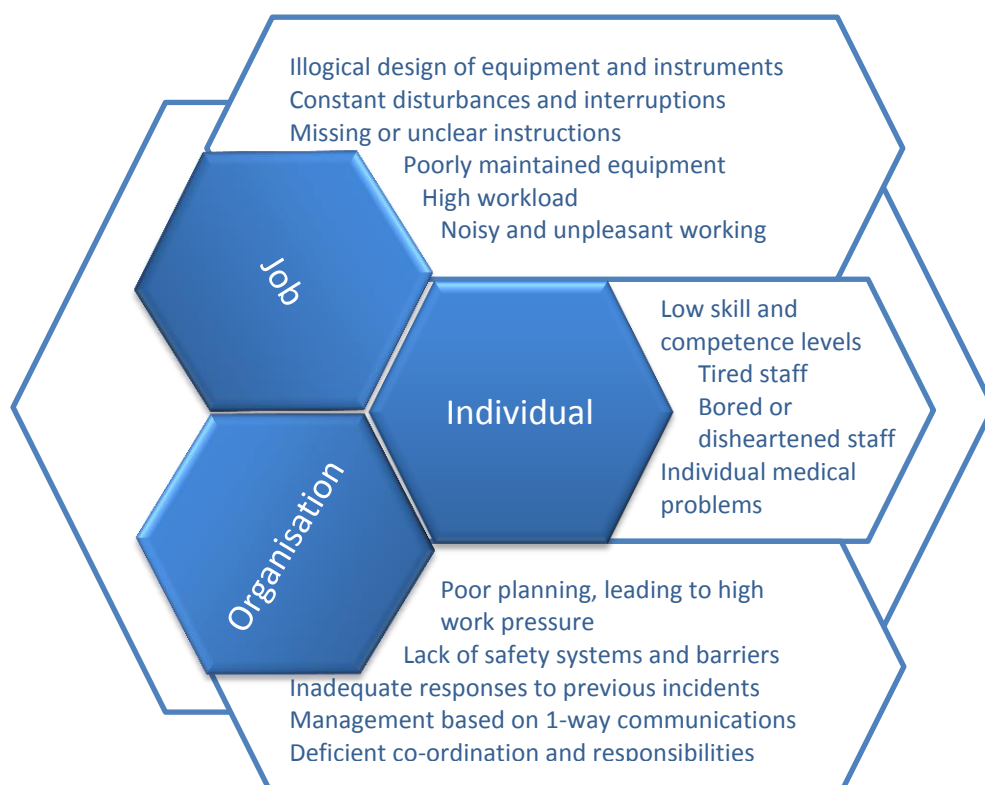 Illogical design of equipment and instruments
Constant disturbances and interruptions
Missing or unclear instructions
Poorly maintained equipment
High workload
Noisy and unpleasant working
Job
Low skill and
competence levels
Tired staff
Bored or
disheartened staff
Individual medical
problems
Individual
Organisation
Poor planning, leading to high
work pressure
Lack of safety systems and barriers
Inadequate responses to previous incidents
Management based on 1-way communications
Deficient co-ordination and responsibilities